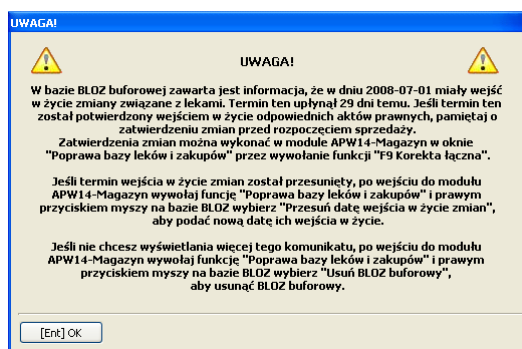 UWAGA!
UWAGA!
W bazie BLOZ buforowej zawarta jest informacja, że w dniu 2008-07-01 miały wejść
w życie zmiany związane z lekami. Termin ten upłynął 29 dni temu. Jeśli termin ten
został potwierdzony wejściem w życie odpowiednich aktów prawnych, pamiętaj o
zatwierdzeniu zmian przed rozpoczęciem sprzedaży.
Zatwierdzenia zmian można wykonać w module APW14-Magazyn w oknie
"Poprawa bazy leków i zakupów" przez wywołanie funkcji "F9 Korekta łączna".
Jeśli termin wejścia w życie zmian został przesunięty, po wejściu do modułu
APW14-Magazyn wywołaj funcję "Poprawa bazy leków i zakupów" i prawym
przyciskiem myszy na bazie BLOZ wybierz "Przesuń datę wejścia w życie zmian",
aby podać nową datę ich wejścia w życie.
Jeśli nie chcesz wyświetlania więcej tego komunikatu, po wejściu do modułu
APW14-Magazyn wywołaj funkcję "Poprawa bazy leków i zakupów" i prawym
przyciskiem myszy na bazie BLOZ wybierz "Usuń BLOZ buforowy",
aby usunąć BLOZ buforowy.
[Ent] OK